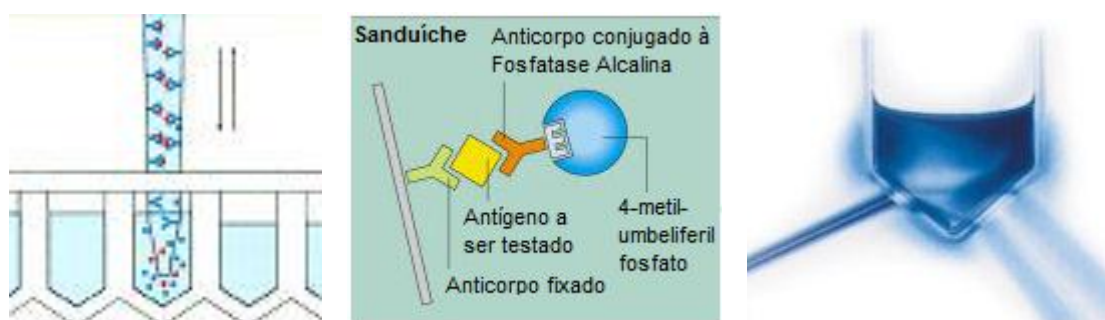 Sanduíche
Anticorpo conjugado à
Fosfatase Alcalina
Antígeno a
ser testado
4-metil-
umbeliferil
fosfato
Anticorpo fixado